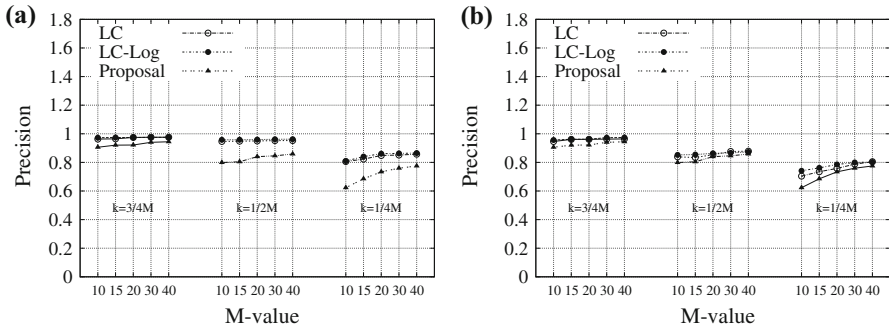 (a)
LC
LC-Log
Proposal
Precision
1.8
1.6
1.4
1.2
1
0.8
0.6
0.4
0.2
0
k=3/4M
k=1/2M
k=1/4M
10 15 20 30 40 10 15 20 30 40 10 15 20 30 40
M-value
(b)
LC
LC-Log
Proposal
Precision
1.8
1.6
1.4
1.2
1
0.8
0.6
0.4
0.2
0
k=3/4M
k=1/2M
k=1/4M
10 15 20 30 40 10 15 20 30 40 10 15 20 30 40
M-value